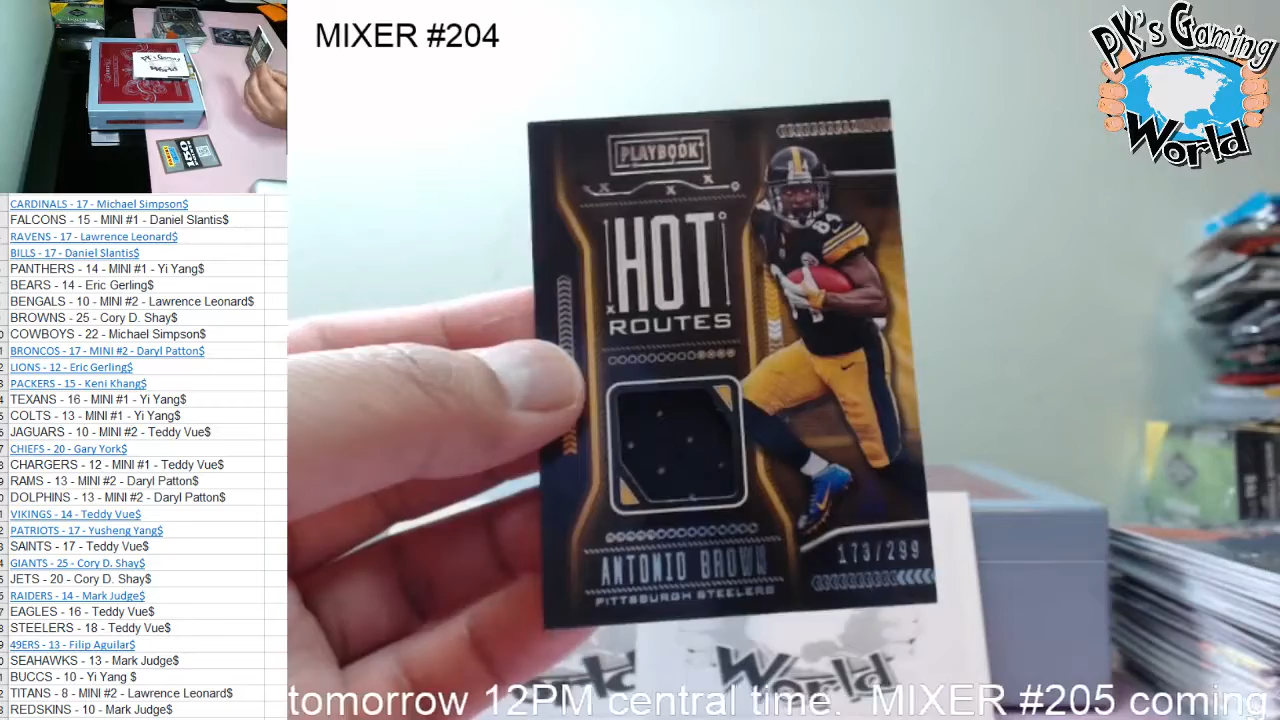 MIXER #204
PK's Gaming
World
PK's Gaming
World
150
CARDINALS - 17 - Michael Simpson$
FALCONS - 15 - MINI #1 - Daniel Slantis$
RAVENS - 17 - Lawrence Leonard$
BILLS - 17 - Daniel Slantis$
PANTHERS - 14 - MINI #1 - Yi Yang$
BEARS - 14 - Eric Gerling$
BENGALS - 10 - MINI #2 - Lawrence Leonard$
BROWNS - 25 - Cory D. Shay$
COWBOYS - 22 - Michael Simpson$
BRONCOS - 17 - MINI #2 - Daryl Patton$
LIONS - 12 - Eric Gerling$
PACKERS - 15 - Keni Khang$
TEXANS - 16 - MINI #1 - Yi Yang$
COLTS - 13 - MINI #1 - Yi Yang$
JAGUARS - 10 - MINI #2 - Teddy Vue$
CHIEFS - 20 - Gary York$
CHARGERS - 12 - MINI #1 - Teddy Vue$
RAMS - 13 - MINI #2 - Daryl Patton$
DOLPHINS - 13 - MINI #2 - Daryl Patton$
VIKINGS - 14 - Teddy Vue$
PATRIOTS - 17 - Yusheng Yang$
SAINTS - 17 - Teddy Vue$
GIANTS - 25 - Cory D. Shay$
JETS - 20 - Cory D. Shay$
RAIDERS - 14 - Mark Judge$
EAGLES - 16 - Teddy Vue$
STEELERS - 18 - Teddy Vue$
49ERS - 13 - Filip Aguilar$
SEAHAWKS - 13 - Mark Judge$
BUCCS - 10 - Yi Yang $
TITANS - 8 - MINI #2 - Lawrence Leonard$
REDSKINS - 10 - Mark Judge$
PLAYBOOK
HOT
ROUTES
84
ANTONIO BROWN
PITTSBURGH STEELERS
173/299
World
tomorrow 12PM central time. MIXER #205 coming